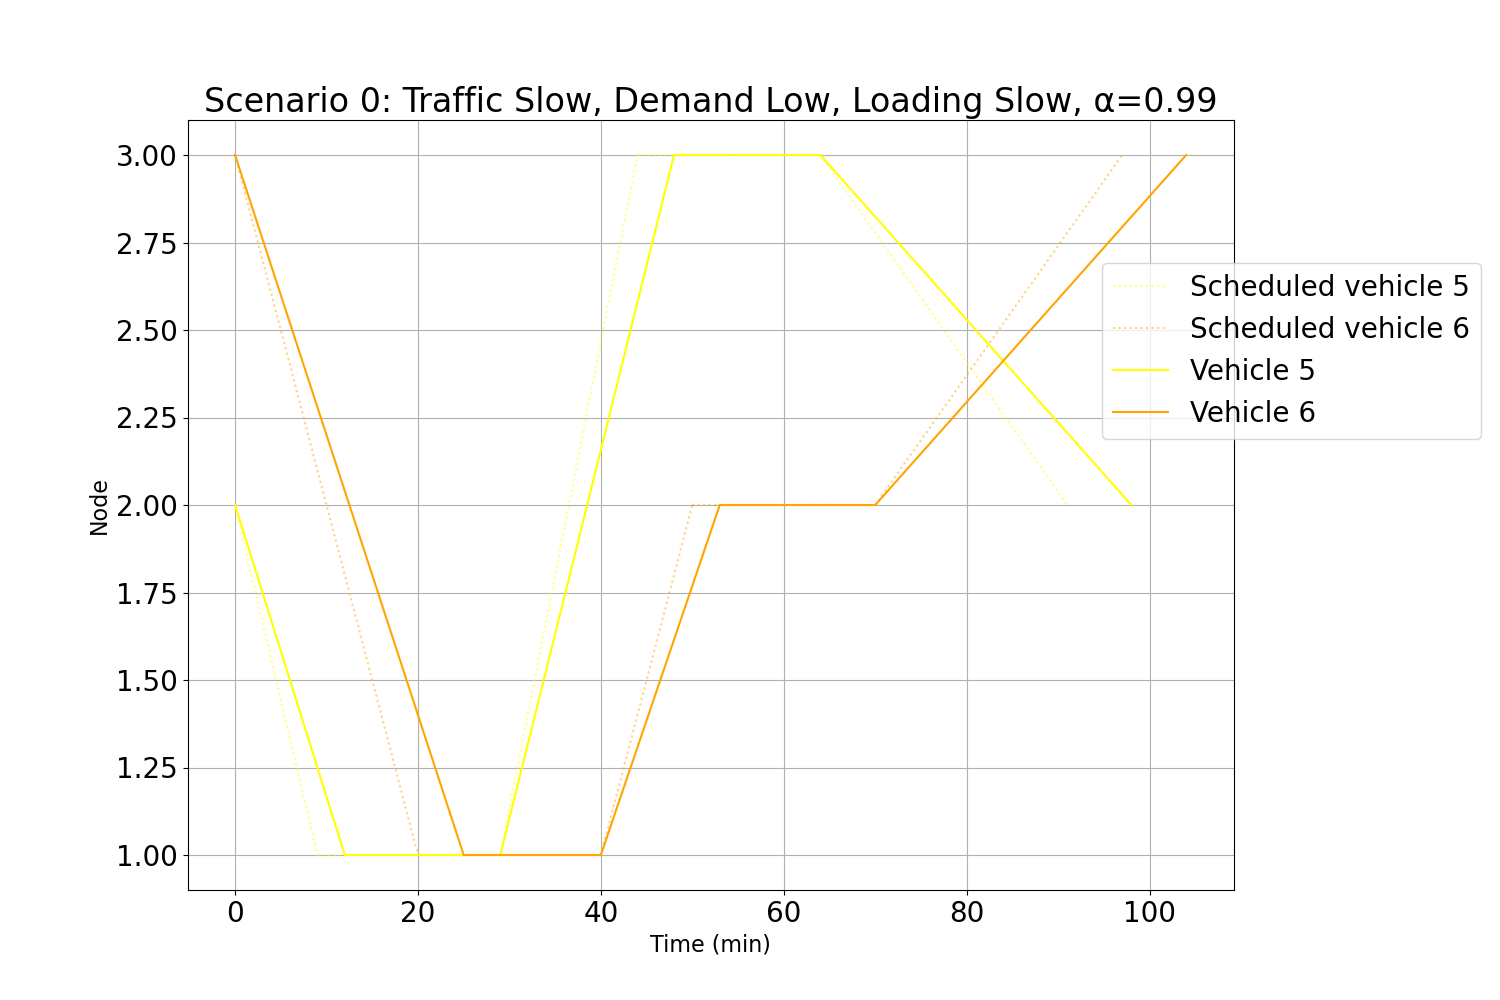 Scenario 0: Traffic Slow, Demand Low, Loading Slow, α=0.99
3.00
2.75
2.50
2.25
2.00
1.75
1.50
1.25
1.00
Node
0 20 40 60 80 100
Time (min)
Scheduled vehicle 5
Scheduled vehicle 6
Vehicle 5
Vehicle 6